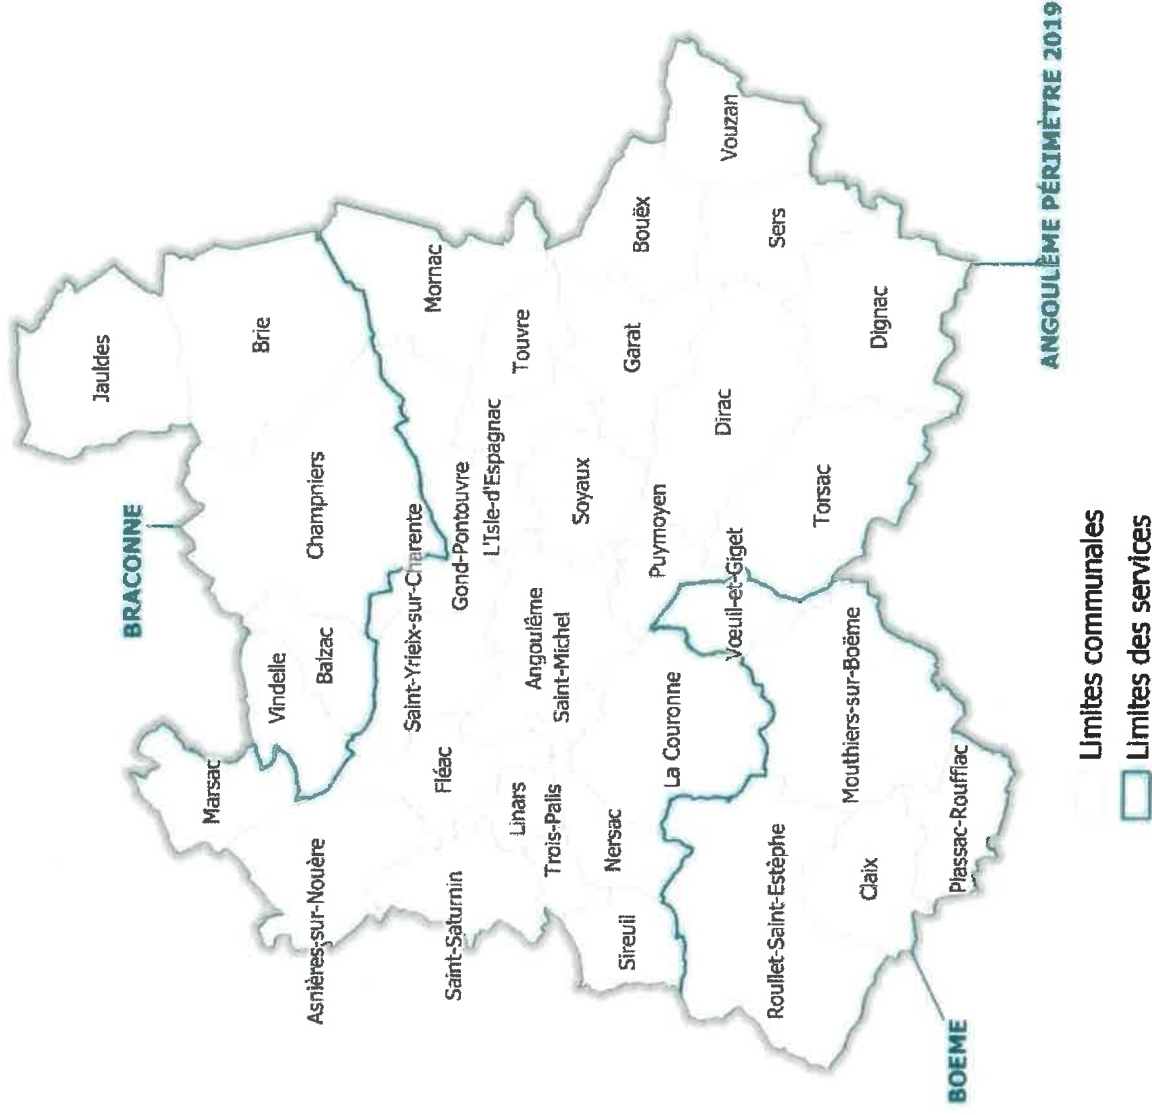 BRACONNE
Jauldes
Brie
Champniers
Vindelle
Balzac
Marsac
Asnières-sur-Nouère
Saint-Yrieix-sur-Charente
Gond-Pontouvre
L'Isle-d'Espagnac
Mornac
Touvre
Fléac
Saint-Saturnin
Linars
Trois-Palis
Angoulême
Saint-Michel
Soyaux
Garat
Bouëx
Vouzan
Sers
Dirac
Dignac
Puymoyen
Torsac
Vœuil-et-Giget
La Couronne
Nersac
Sireuil
Roullet-Saint-Estèphe
Mouthiers-sur-Boëme
Claix
Plassac-Rouffiac
BOEME
ANGOULÊME PÉRIMÈTRE 2019
Limites communales
Limites des services